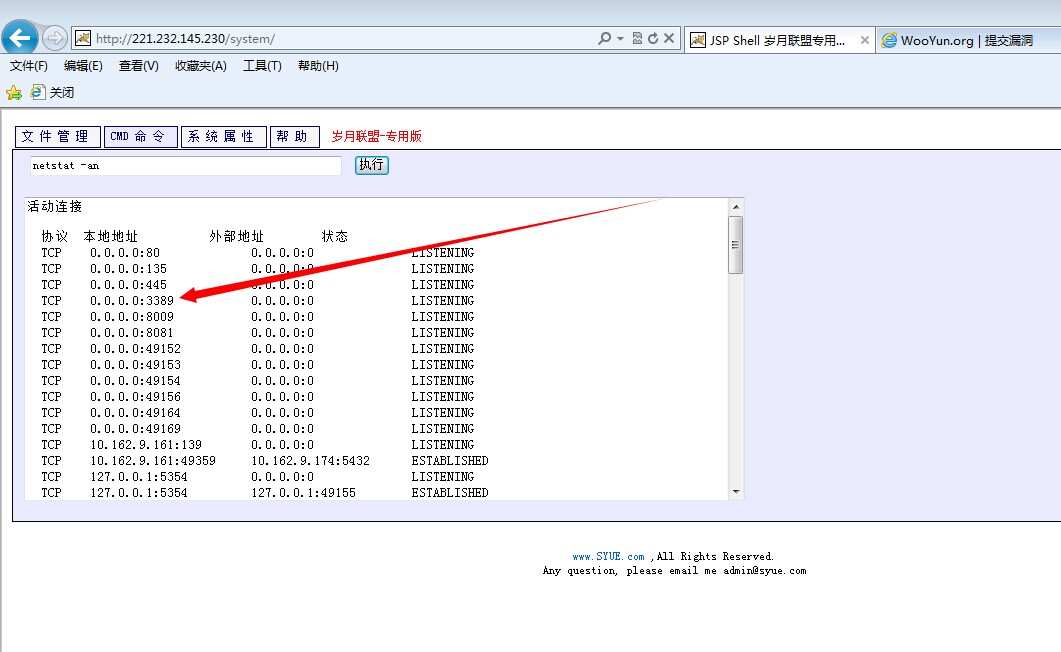 http://221.232.145.230/system/
JSP Shell 岁月联盟专用...
WooYun.org | 提交漏洞
文件(F) 编辑(E) 查看(V) 收藏夹(A) 工具(T) 帮助(H)
关闭
文件管理 CMD 命令 系统属性 帮助 岁月联盟-专用版
netstat -an 执行
活动连接
协议 本地地址 外部地址 状态
TCP 0.0.0.0:80 0.0.0.0:0 LISTENING
TCP 0.0.0.0:135 0.0.0.0:0 LISTENING
TCP 0.0.0.0:445 0.0.0.0:0 LISTENING
TCP 0.0.0.0:3389 0.0.0.0:0 LISTENING
TCP 0.0.0.0:8009 0.0.0.0:0 LISTENING
TCP 0.0.0.0:8081 0.0.0.0:0 LISTENING
TCP 0.0.0.0:49152 0.0.0.0:0 LISTENING
TCP 0.0.0.0:49153 0.0.0.0:0 LISTENING
TCP 0.0.0.0:49154 0.0.0.0:0 LISTENING
TCP 0.0.0.0:49156 0.0.0.0:0 LISTENING
TCP 0.0.0.0:49164 0.0.0.0:0 LISTENING
TCP 0.0.0.0:49169 0.0.0.0:0 LISTENING
TCP 10.162.9.161:139 0.0.0.0:0 LISTENING
TCP 10.162.9.161:49359 10.162.9.174:5432 ESTABLISHED
TCP 127.0.0.1:5354 0.0.0.0:0 LISTENING
TCP 127.0.0.1:5354 127.0.0.1:49155 ESTABLISHED
www.SYUE.com ,All Rights Reserved.
Any question, please email me admin@syue.com